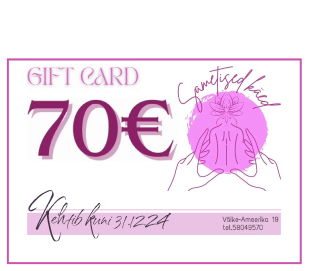 GIFT CARD
70€
Sametised käed
Kehtib kuni 31.12.24
Väike-Ameerika 19
tel.58049570